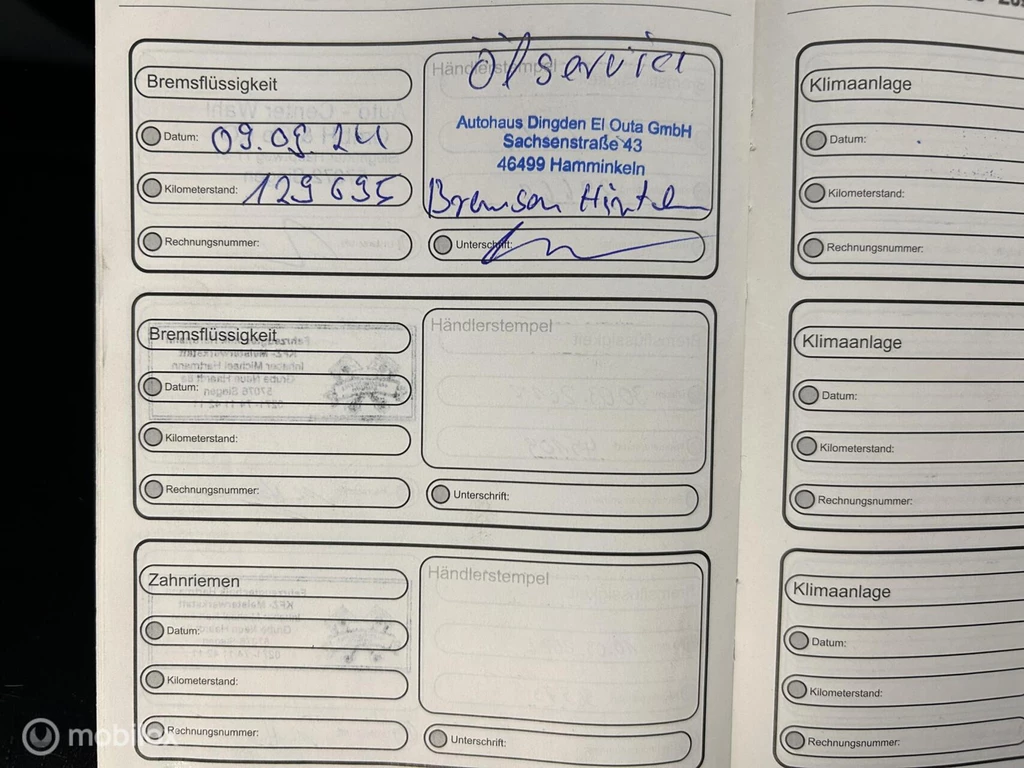 Bremsflüssigkeit
Datum: 09.09.24
Kilometerstand: 129695
Rechnungsnummer:
Händlerstempel
Ölservice
Autohaus Dingden El Outa GmbH
Sachsenstraße 43
46499 Hamminkeln
Bremsen Hinten
Unterschrift:
Bremsflüssigkeit
Datum:
Kilometerstand:
Rechnungsnummer:
Händlerstempel
Unterschrift:
Zahnriemen
Datum:
Kilometerstand:
Rechnungsnummer:
Händlerstempel
Unterschrift:
Klimaanlage
Datum:
Kilometerstand:
Rechnungsnummer:
Klimaanlage
Datum:
Kilometerstand:
Rechnungsnummer:
Klimaanlage
Datum:
Kilometerstand:
Rechnungsnummer: